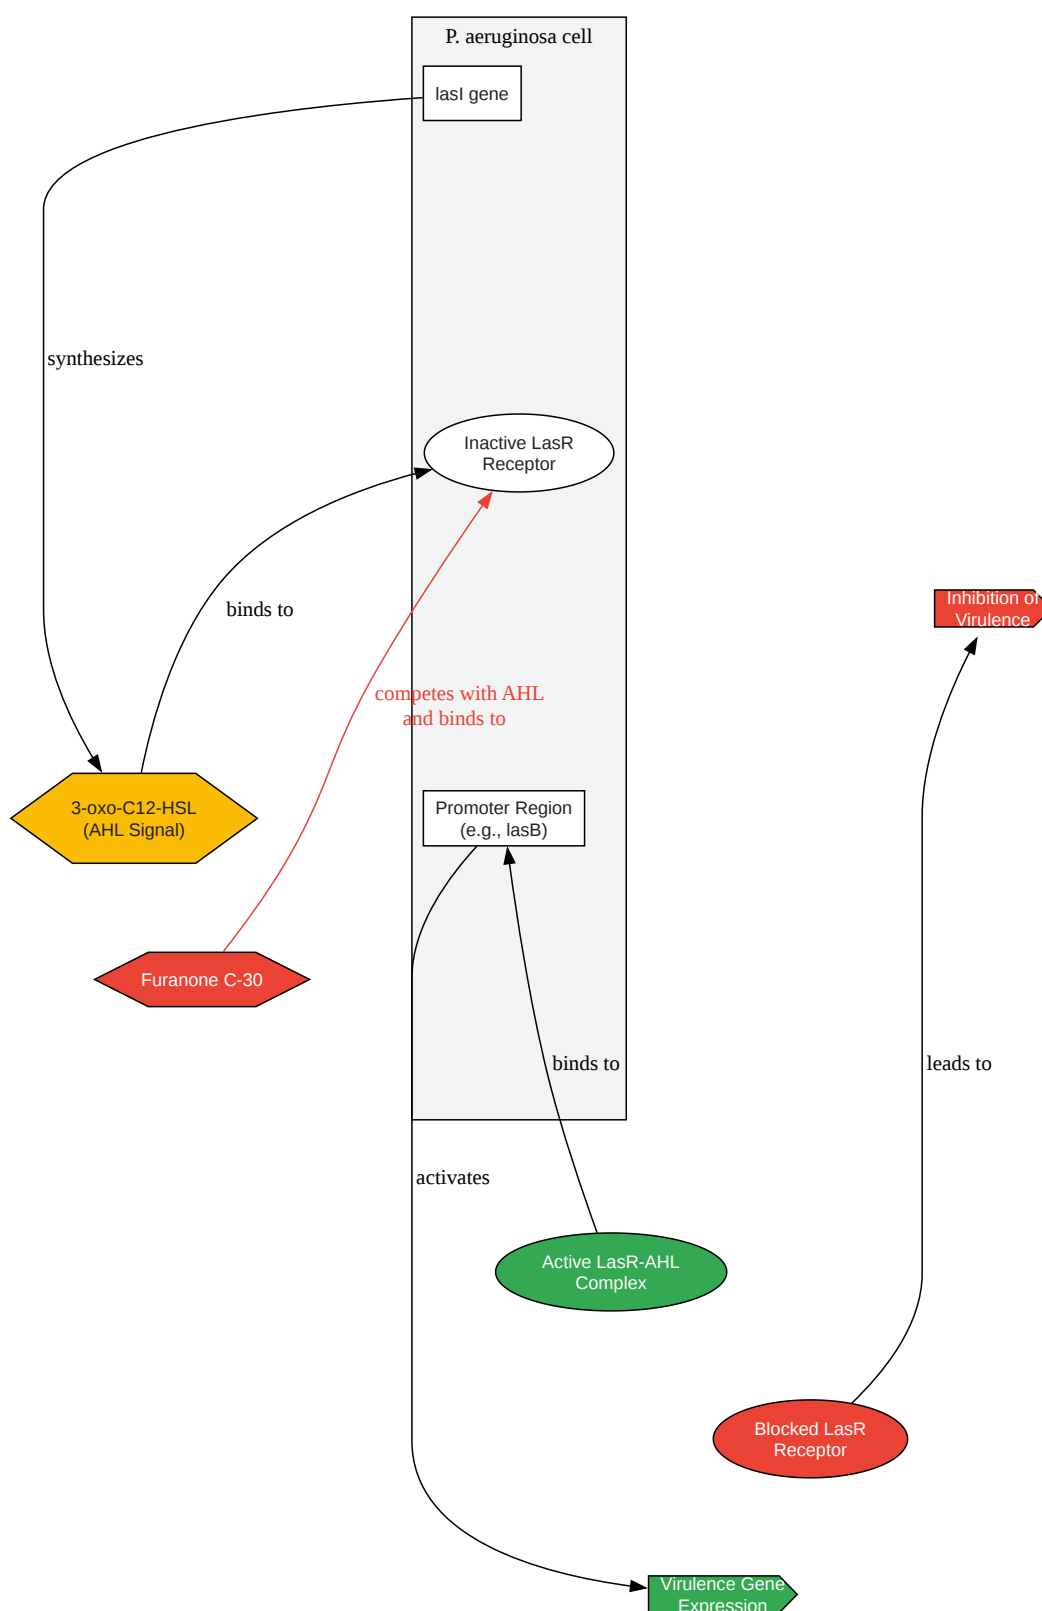 P. aeruginosa cell
lasI gene
synthesizes
Inactive LasR
Receptor
binds to
Inhibition of
Virulence
competes with AHL
and binds to
3-oxo-C12-HSL
(AHL Signal)
Promoter Region
(e.g., lasB)
Furanone C-30
binds to
leads to
activates
Active LasR-AHL
Complex
Blocked LasR
Receptor
Virulence Gene
Expression